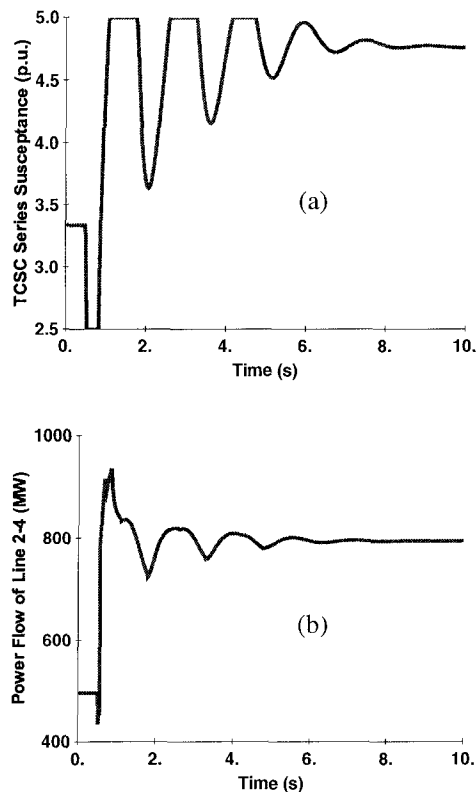 TCSC Series Susceptance (p.u.)
5.0
4.5
4.0
3.5
3.0
2.5
(a)
0. 2. 4. 6. 8. 10.
Time (s)
Power Flow of Line 2-4 (MW)
1000
800
600
400
(b)
0. 2. 4. 6. 8. 10.
Time (s)